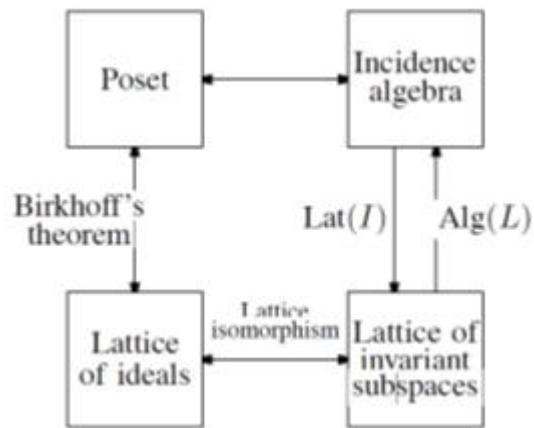 Poset
Incidence
algebra
Birkhoff's
theorem
Lat(I)
Alg(L)
Lattice
isomorphism
Lattice
of ideals
Lattice of
invariant
subspaces